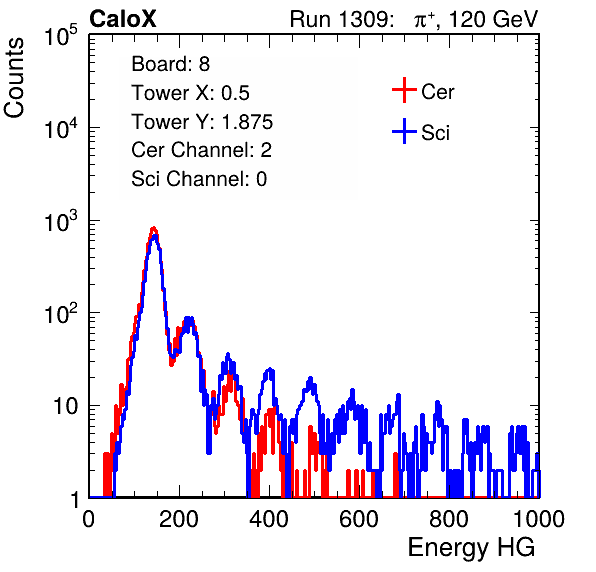 CaloX Run 1309: π⁺, 120 GeV
Counts
10⁵
10⁴
10³
10²
10
1
Board: 8
Tower X: 0.5
Tower Y: 1.875
Cer Channel: 2
Sci Channel: 0
Cer
Sci
0 200 400 600 800 1000
Energy HG